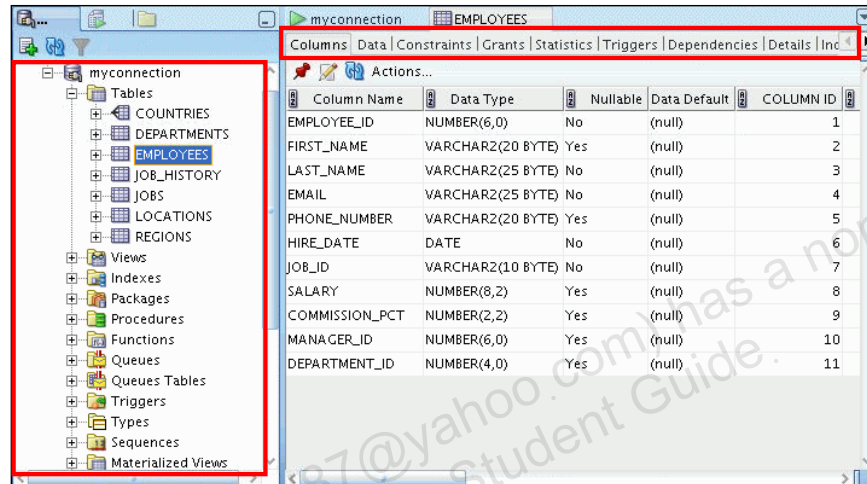 myconnection
Tables
COUNTRIES
DEPARTMENTS
EMPLOYEES
JOB_HISTORY
JOBS
LOCATIONS
REGIONS
Views
Indexes
Packages
Procedures
Functions
Queues
Queues Tables
Triggers
Types
Sequences
Materialized Views
myconnection EMPLOYEES
Columns Data | Constraints | Grants | Statistics | Triggers | Dependencies | Details |
Actions...
Column Name Data Type Nullable Data Default COLUMN ID
EMPLOYEE_ID NUMBER(6,0) No (null) 1
FIRST_NAME VARCHAR2(20 BYTE) Yes (null) 2
LAST_NAME VARCHAR2(25 BYTE) No (null) 3
EMAIL VARCHAR2(25 BYTE) No (null) 4
PHONE_NUMBER VARCHAR2(20 BYTE) Yes (null) 5
HIRE_DATE DATE No (null) 6
JOB_ID VARCHAR2(10 BYTE) No (null) 7
SALARY NUMBER(8,2) Yes (null) 8
COMMISSION_PCT NUMBER(2,2) Yes (null) 9
MANAGER_ID NUMBER(6,0) Yes (null) 10
DEPARTMENT_ID NUMBER(4,0) Yes (null) 11
87@yahoo.com) has a
Student Guide.